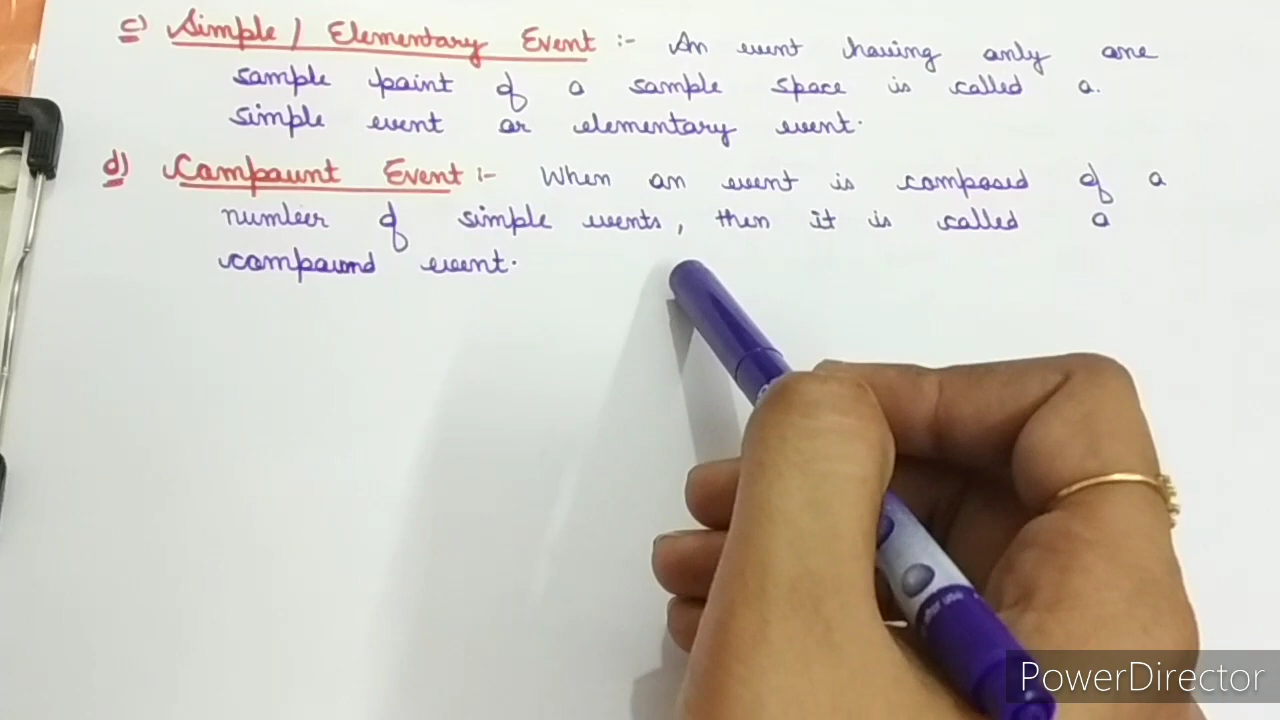 c) Simple / Elementary Event :- An event having only one
sample point of a sample space is called a.
simple event or elementary event.
d) Compount Event :- When an event is composed of a
number of simple events, then it is called a
compound event.
PowerDirector